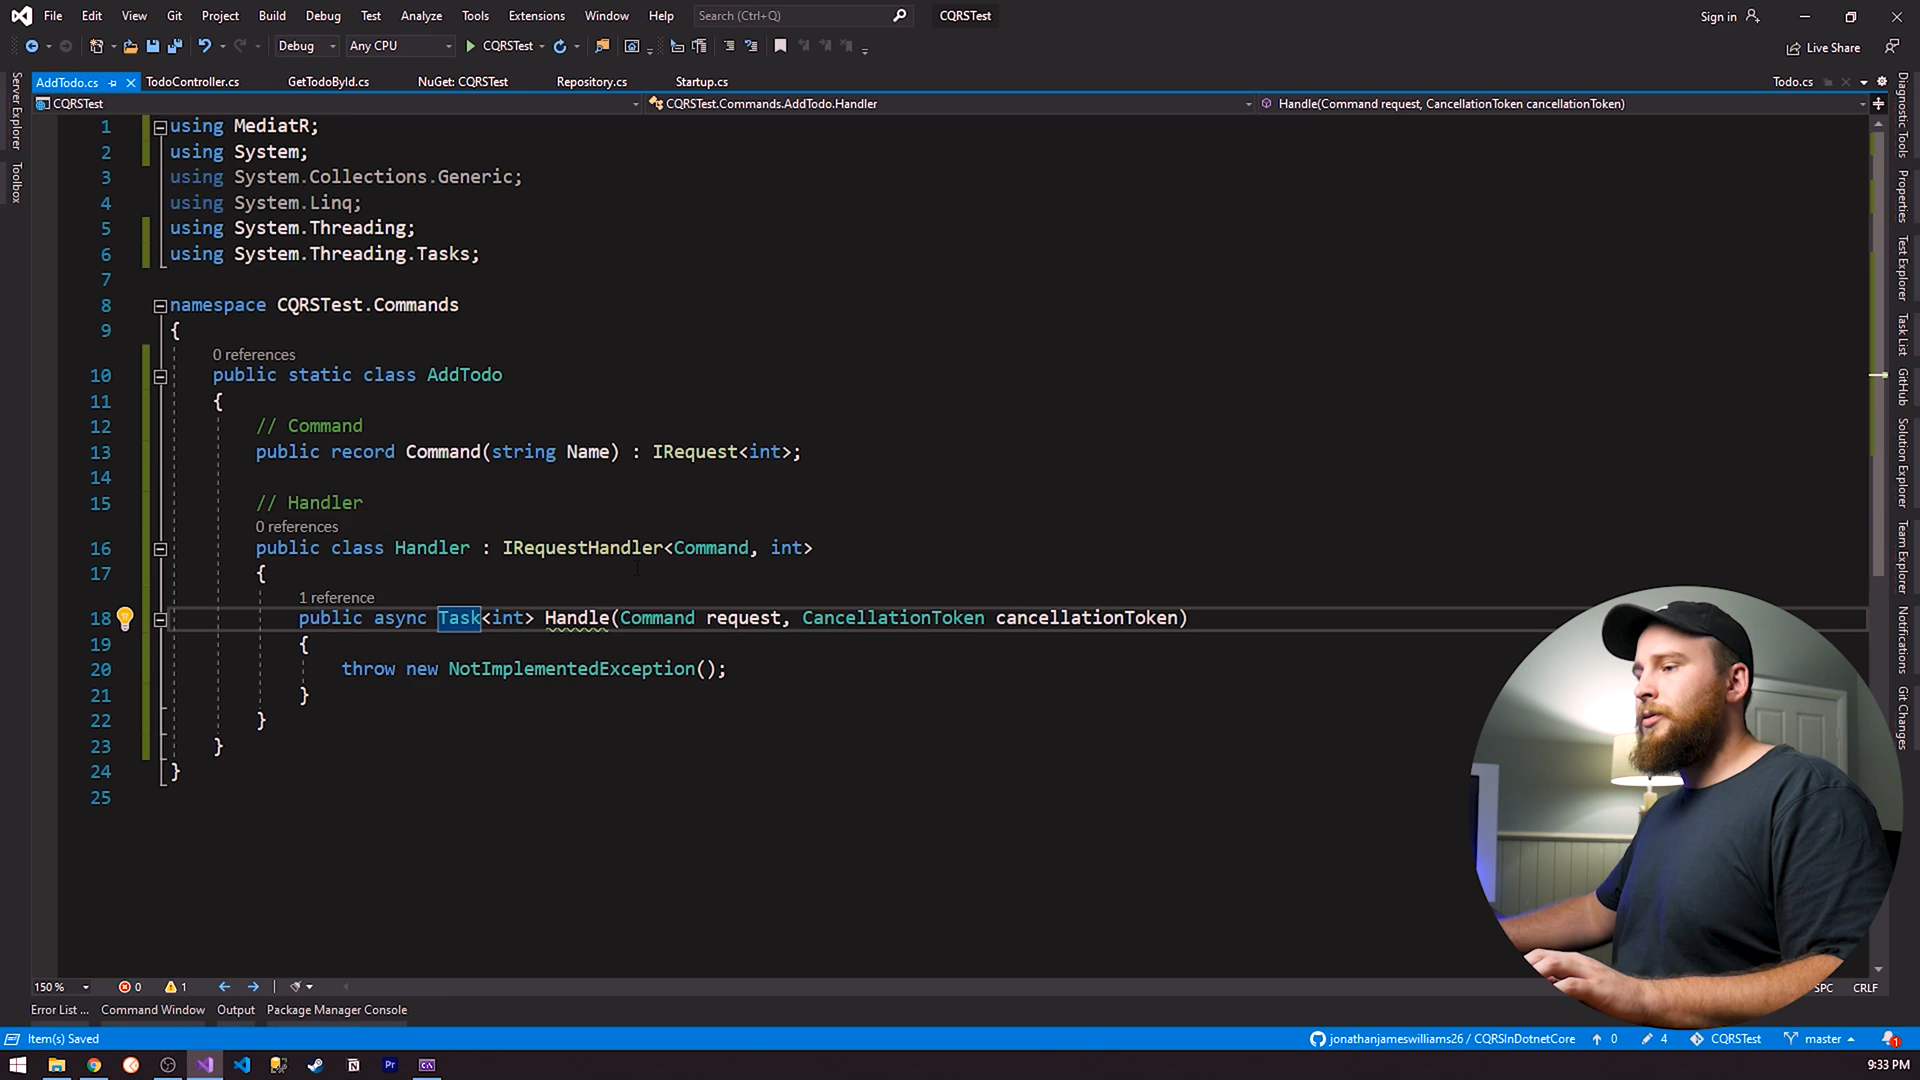 File Edit View Git Project Build Debug Test Analyze Tools Extensions Window Help Search (Ctrl+Q) CQRSTest Sign in
Debug Any CPU CQRSTest Live Share
AddTodo.cs TodoController.cs GetTodoById.cs NuGet: CQRSTest Repository.cs Startup.cs Todo.cs
CQRSTest CQRSTest.Commands.AddTodo.Handler Handle(Command request, CancellationToken cancellationToken)
1 using MediatR;
2 using System;
3 using System.Collections.Generic;
4 using System.Linq;
5 using System.Threading;
6 using System.Threading.Tasks;
7
8 namespace CQRSTest.Commands
9 {
0 references
10 public static class AddTodo
11 {
12 // Command
13 public record Command(string Name) : IRequest<int>;
14
15 // Handler
0 references
16 public class Handler : IRequestHandler<Command, int>
17 {
1 reference
18 public async Task<int> Handle(Command request, CancellationToken cancellationToken)
19 {
20 throw new NotImplementedException();
21 }
22 }
23 }
24 }
25
Server Explorer
Toolbox
Diagnostic Tools
Properties
Test Explorer
Task List
GitHub
Solution Explorer
Team Explorer
Notifications
Git Changes
150 % 0 1 SPC CRLF
Error List ... Command Window Output Package Manager Console
Item(s) Saved jonathanjameswilliams26 / CQRSInDotnetCore 0 4 CQRSTest master 1
9:33 PM